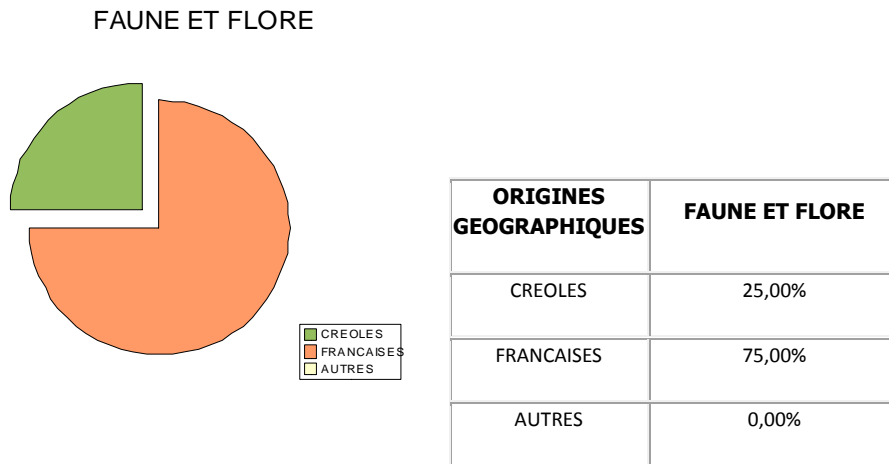 FAUNE ET FLORE
CREOLES
FRANCAISES
AUTRES
ORIGINES
GEOGRAPHIQUES
FAUNE ET FLORE
CREOLES 25,00%
FRANCAISES 75,00%
AUTRES 0,00%